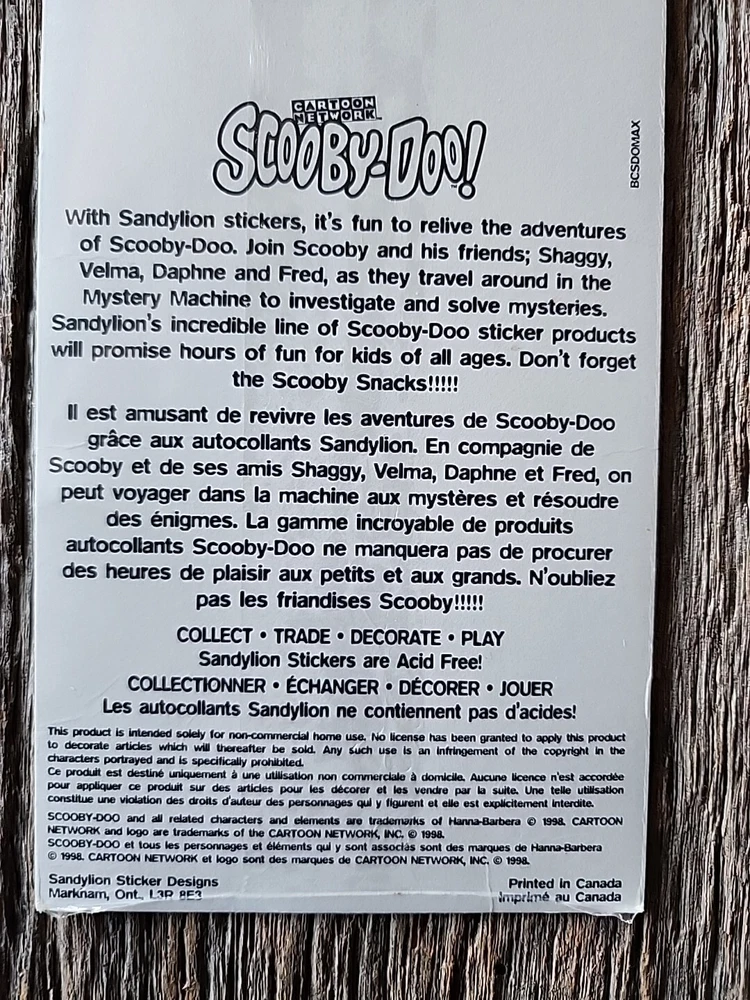 CARTOON
NETWORK
SCOOBY-DOO!
TM
BCSDOMAX
With Sandylion stickers, it's fun to relive the adventures
of Scooby-Doo. Join Scooby and his friends; Shaggy,
Velma, Daphne and Fred, as they travel around in the
Mystery Machine to investigate and solve mysteries.
Sandylion's incredible line of Scooby-Doo sticker products
will promise hours of fun for kids of all ages. Don't forget
the Scooby Snacks!!!!!
Il est amusant de revivre les aventures de Scooby-Doo
grâce aux autocollants Sandylion. En compagnie de
Scooby et de ses amis Shaggy, Velma, Daphne et Fred, on
peut voyager dans la machine aux mystères et résoudre
des énigmes. La gamme incroyable de produits
autocollants Scooby-Doo ne manquera pas de procurer
des heures de plaisir aux petits et aux grands. N'oubliez
pas les friandises Scooby!!!!!
COLLECT • TRADE • DECORATE • PLAY
Sandylion Stickers are Acid Free!
COLLECTIONNER • ÉCHANGER • DÉCORER • JOUER
Les autocollants Sandylion ne contiennent pas d'acides!
This product is intended solely for non-commercial home use. No license has been granted to apply this product
to decorate articles which will thereafter be sold. Any such use is an infringement of the copyright in the
characters portrayed and is specifically prohibited.
Ce produit est destiné uniquement à une utilisation non commerciale à domicile. Aucune licence n'est accordée
pour appliquer ce produit sur des articles pour les décorer et les vendre par la suite. Une telle utilisation
constitue une violation des droits d'auteur des personnages qui y figurent et elle est explicitement interdite.
SCOOBY-DOO and all related characters and elements are trademarks of Hanna-Barbera © 1998. CARTOON
NETWORK and logo are trademarks of the CARTOON NETWORK, INC. © 1998.
SCOOBY-DOO et tous les personnages et éléments qui y sont associés sont des marques de Hanna-Barbera
© 1998. CARTOON NETWORK et logo sont des marques de CARTOON NETWORK, INC. © 1998.
Sandylion Sticker Designs
Markham, Ont., L3R 8E3
Printed in Canada
Imprimé au Canada